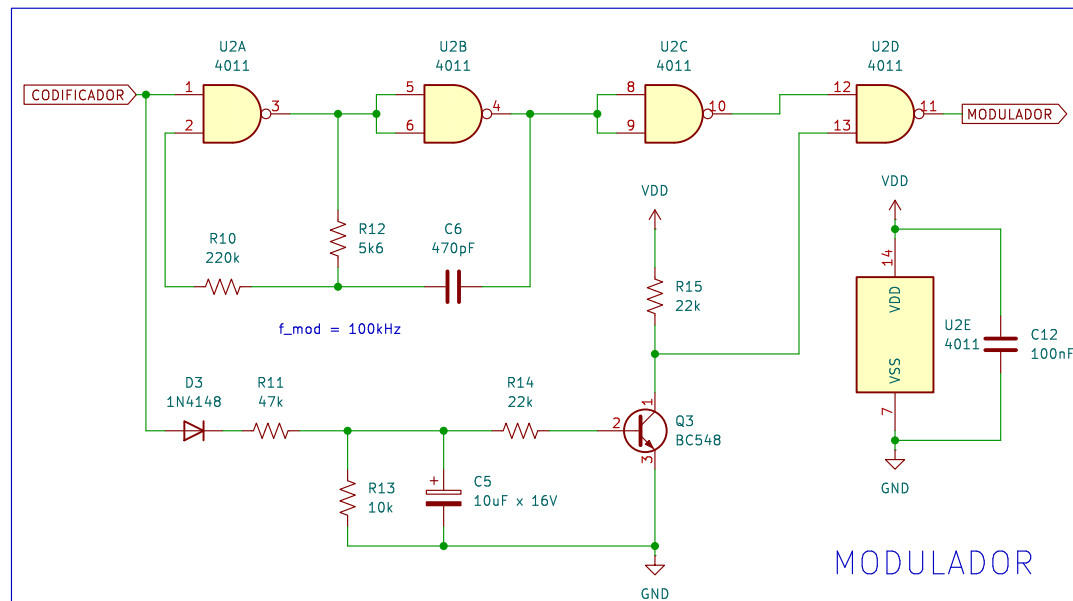 U2A
4011
U2B
4011
U2C
4011
U2D
4011
CODIFICADOR
1
2
3
5
6
4
8
9
10
12
13
11
MODULADOR
VDD
VDD
R10
220k
R12
5k6
C6
470pF
R15
22k
14
VDD
U2E
4011
VSS
7
C12
100nF
f_mod = 100kHz
D3
1N4148
R11
47k
R14
22k
1
2
3
Q3
BC548
R13
10k
+
C5
10uF x 16V
GND
GND
MODULADOR